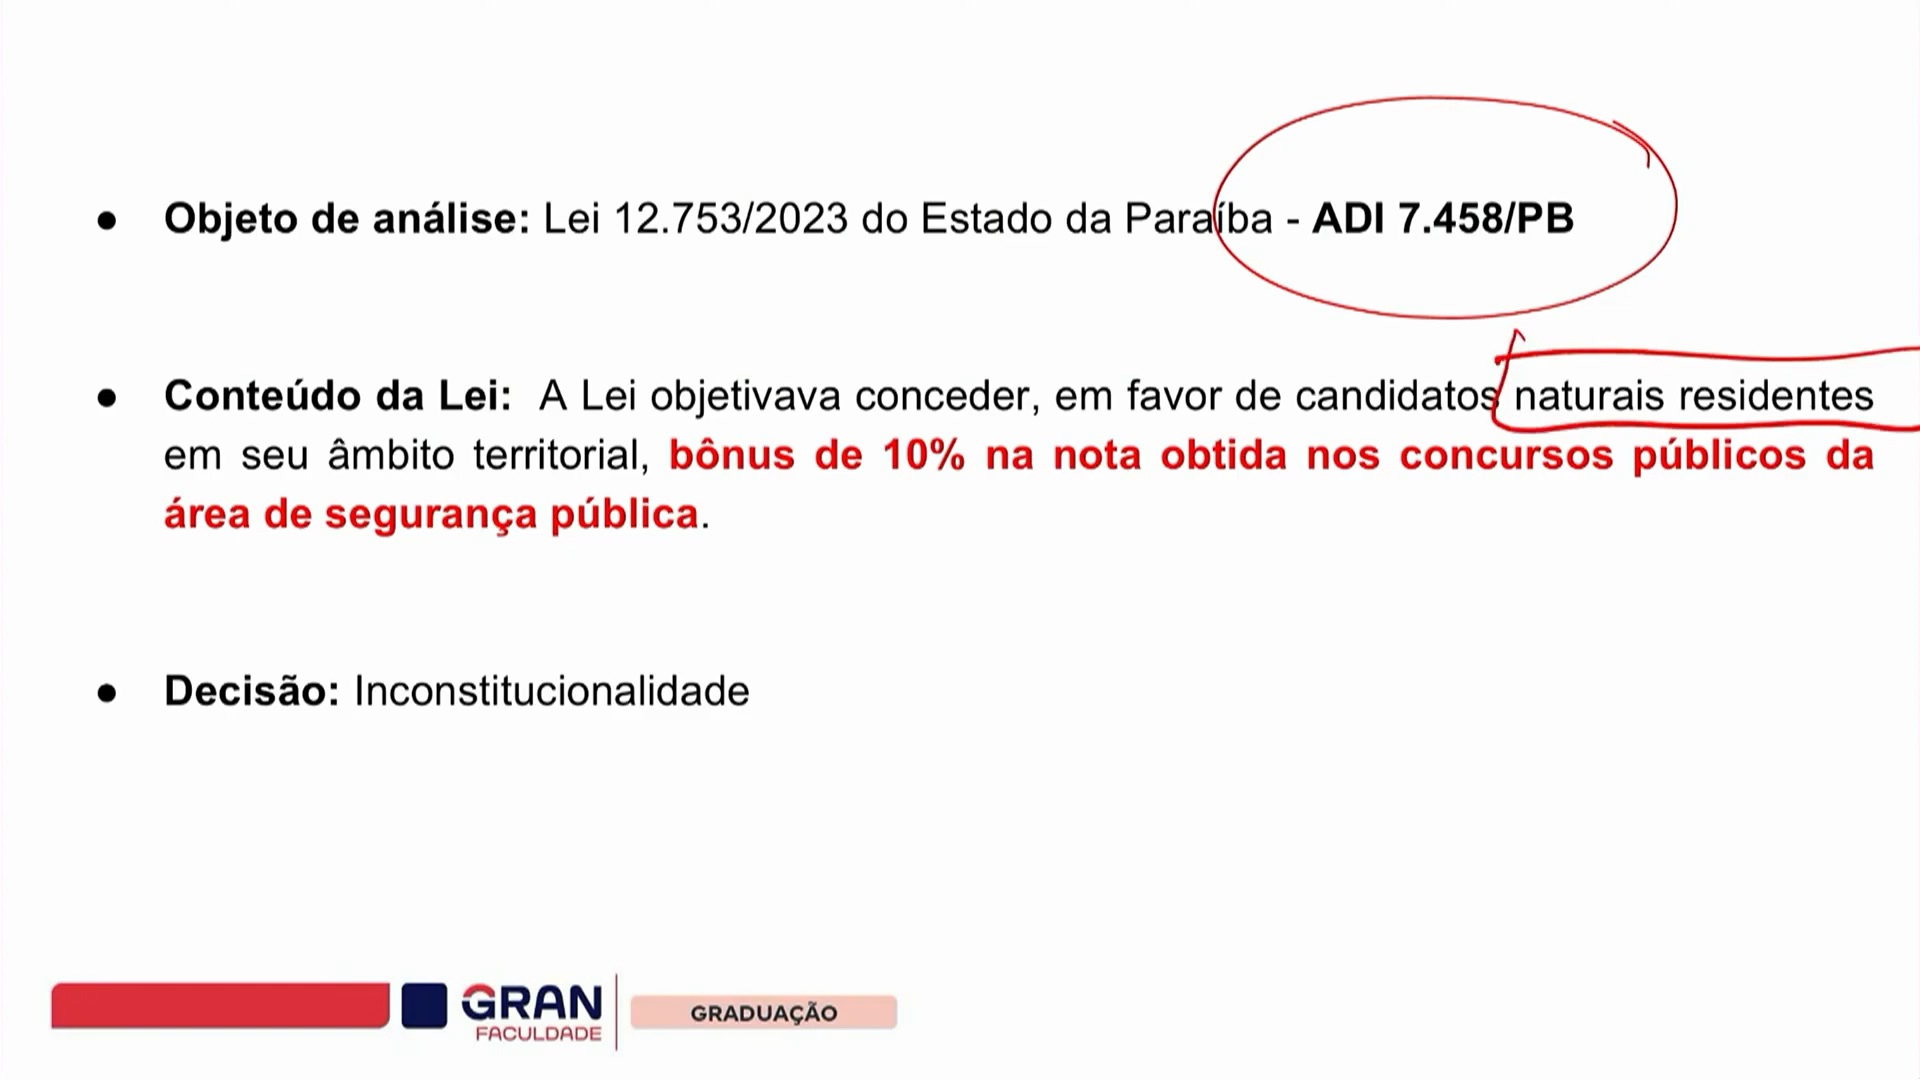 ● Objeto de análise: Lei 12.753/2023 do Estado da Paraíba - ADI 7.458/PB
● Conteúdo da Lei: A Lei objetivava conceder, em favor de candidatos naturais residentes
em seu âmbito territorial, bônus de 10% na nota obtida nos concursos públicos da
área de segurança pública.
● Decisão: Inconstitucionalidade
GRAN
FACULDADE
GRADUAÇÃO